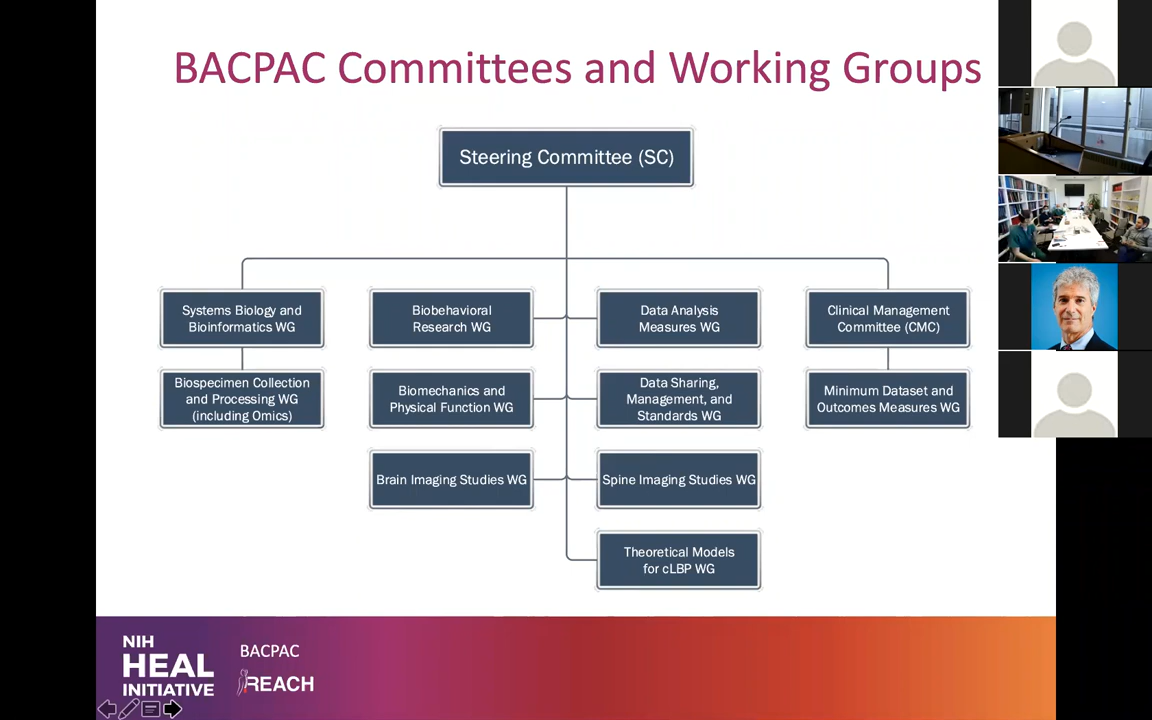 BACPAC Committees and Working Groups
Steering Committee (SC)
Systems Biology and
Bioinformatics WG
Biobehavioral
Research WG
Data Analysis
Measures WG
Clinical Management
Committee (CMC)
Biospecimen Collection
and Processing WG
(including Omics)
Biomechanics and
Physical Function WG
Data Sharing,
Management, and
Standards WG
Minimum Dataset and
Outcomes Measures WG
Brain Imaging Studies WG
Spine Imaging Studies WG
Theoretical Models
for cLBP WG
NIH
HEAL
INITIATIVE
BACPAC
REACH